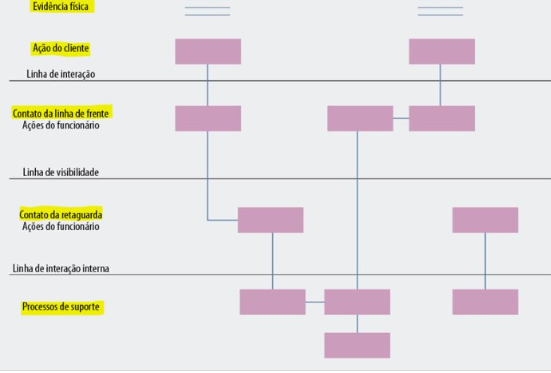 Evidência física
Ação do cliente
Linha de interação
Contato da linha de frente
Ações do funcionário
Linha de visibilidade
Contato da retaguarda
Ações do funcionário
Linha de interação interna
Processos de suporte